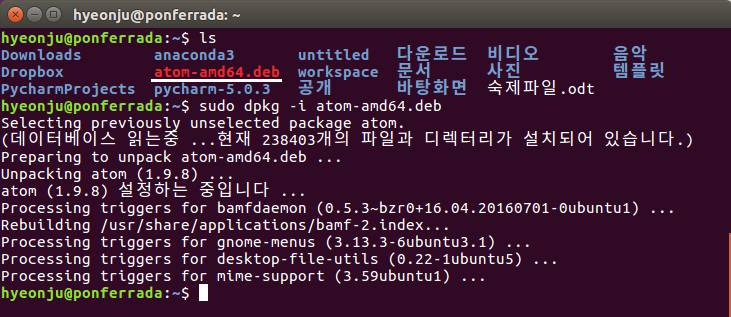 hyeonju@ponferrada: ~
hyeonju@ponferrada:~$ ls
Downloads anaconda3 untitled 다운로드 비디오 음악
Dropbox atom-amd64.deb workspace 문서 사진 템플릿
PycharmProjects pycharm-5.0.3 공개 바탕화면 숙제파일.odt
hyeonju@ponferrada:~$ sudo dpkg -i atom-amd64.deb
Selecting previously unselected package atom.
(데이터베이스 읽는중 ...현재 238403개의 파일과 디렉터리가 설치되어 있습니다.)
Preparing to unpack atom-amd64.deb ...
Unpacking atom (1.9.8) ...
atom (1.9.8) 설정하는 중입니다 ...
Processing triggers for bamfdaemon (0.5.3~bzr0+16.04.20160701-0ubuntu1) ...
Rebuilding /usr/share/applications/bamf-2.index...
Processing triggers for gnome-menus (3.13.3-6ubuntu3.1) ...
Processing triggers for desktop-file-utils (0.22-1ubuntu5) ...
Processing triggers for mime-support (3.59ubuntu1) ...
hyeonju@ponferrada:~$